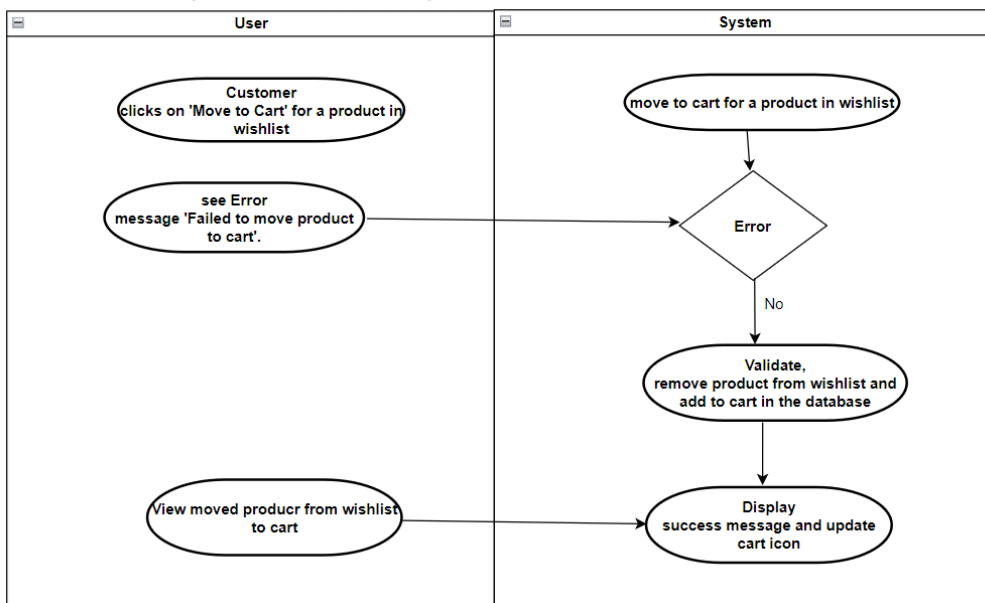 User
System
Customer
clicks on 'Move to Cart' for a product in
wishlist
move to cart for a product in wishlist
see Error
message 'Failed to move product
to cart'.
Error
No
Validate,
remove product from wishlist and
add to cart in the database
View moved producr from wishlist
to cart
Display
success message and update
cart icon